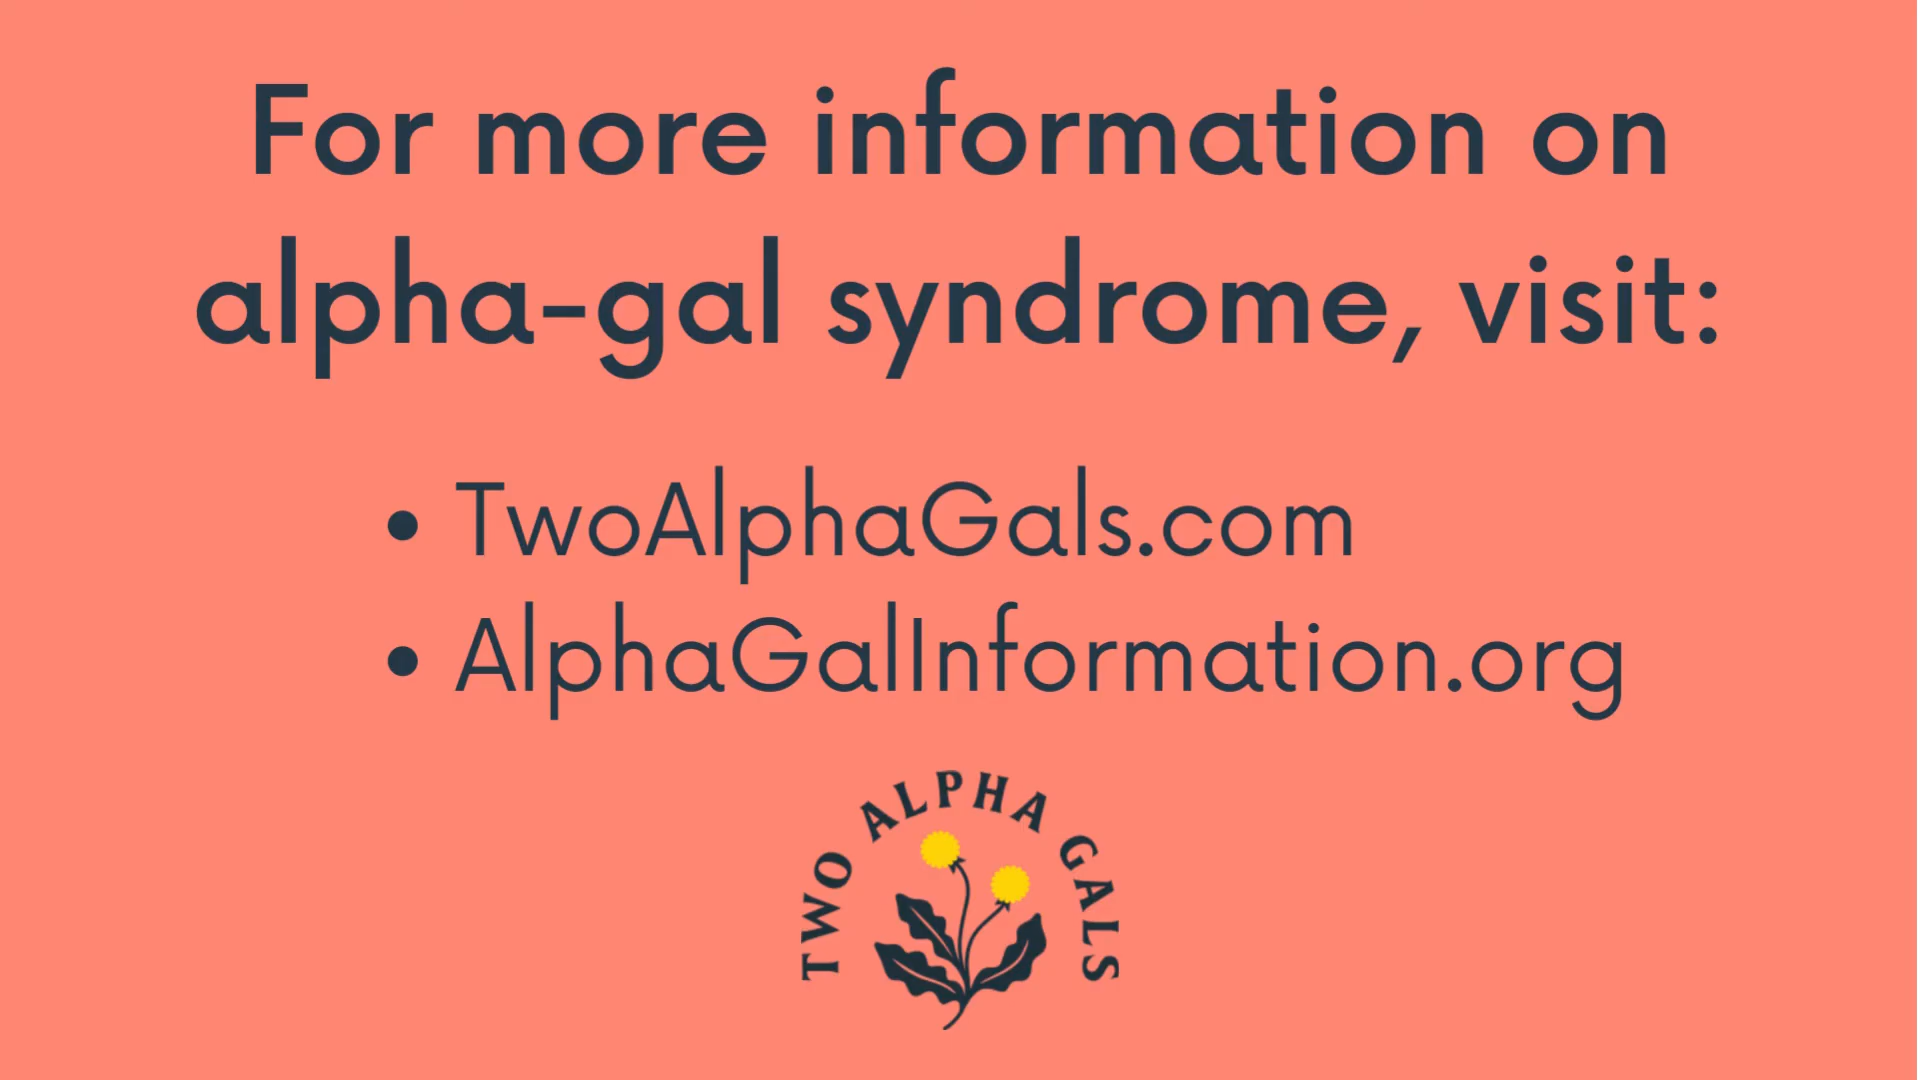 For more information on
alpha-gal syndrome, visit:
• TwoAlphaGals.com
• AlphaGalInformation.org
TWO ALPHA GALS